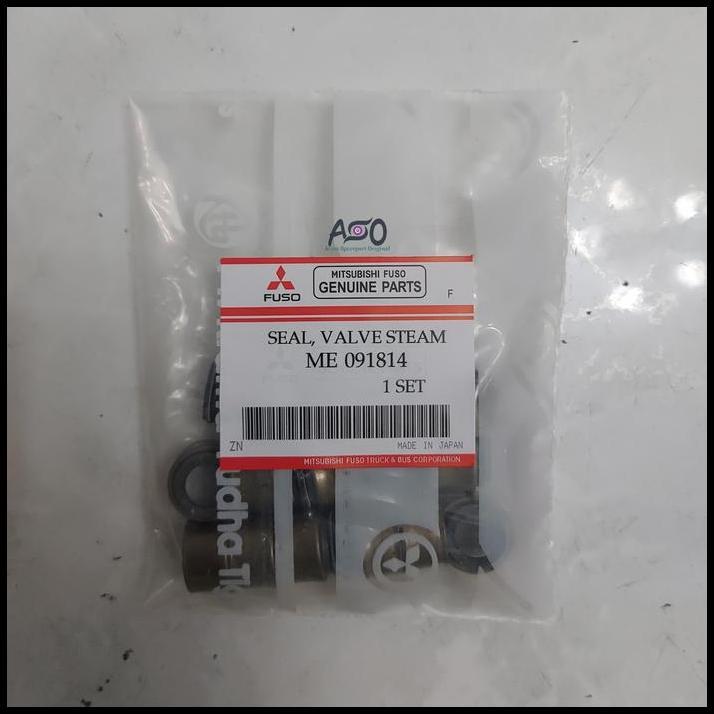 ASO
FUSO
MITSUBISHI FUSO
GENUINE PARTS
F
SEAL, VALVE STEAM
ME 091814
1 SET
ZN
MADE IN JAPAN
MITSUBISHI FUSO TRUCK & BUS CORPORATION
udha